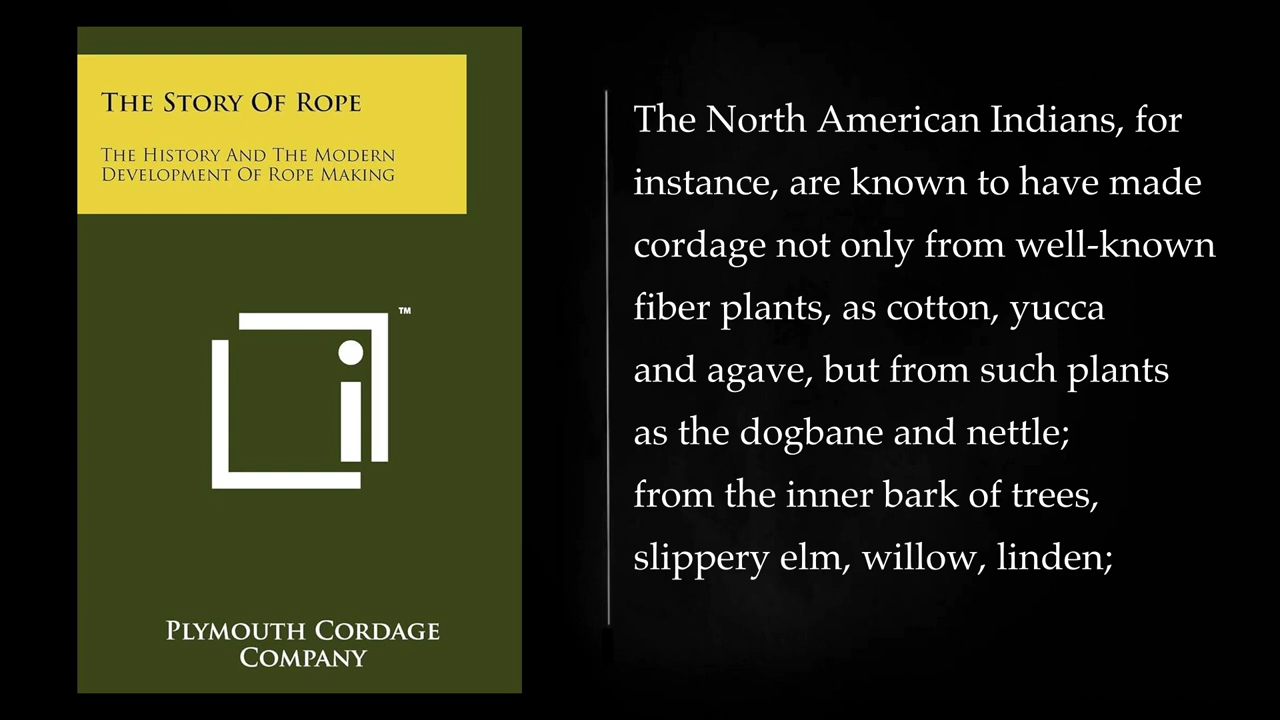 The Story Of Rope
The History And The Modern
Development Of Rope Making
i
TM
Plymouth Cordage
Company
The North American Indians, for
instance, are known to have made
cordage not only from well-known
fiber plants, as cotton, yucca
and agave, but from such plants
as the dogbane and nettle;
from the inner bark of trees,
slippery elm, willow, linden;